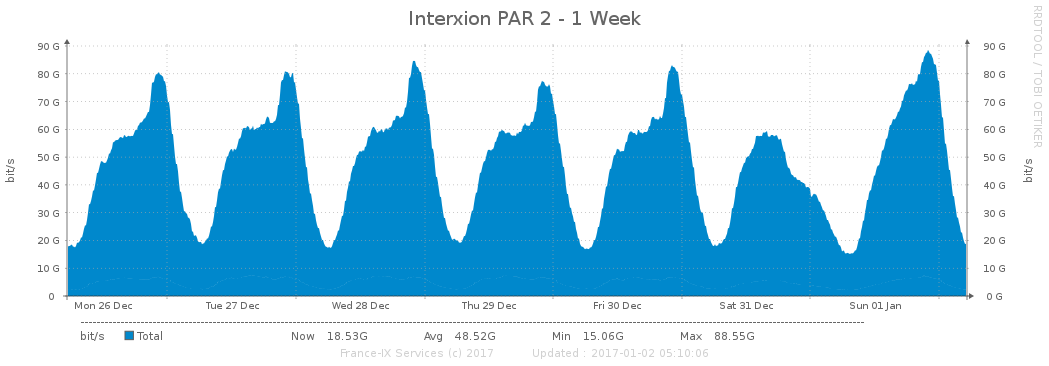 Interxion PAR 2 - 1 Week
RRDTOOL / TOBI OETIKER
90 G 90 G
80 G 80 G
70 G 70 G
60 G 60 G
50 G 50 G
40 G 40 G
30 G 30 G
20 G 20 G
10 G 10 G
0 0 G
bit/s bit/s
Mon 26 Dec Tue 27 Dec Wed 28 Dec Thu 29 Dec Fri 30 Dec Sat 31 Dec Sun 01 Jan
bit/s Total Now 18.53G Avg 48.52G Min 15.06G Max 88.55G
France-IX Services (c) 2017 Updated : 2017-01-02 05:10:06